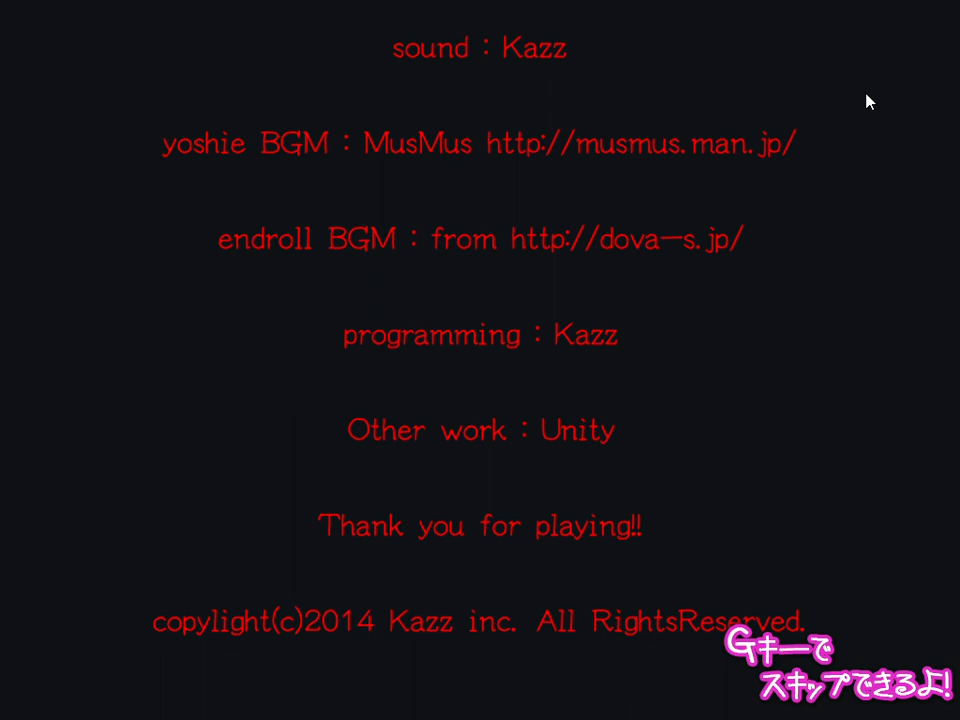 sound : Kazz
yoshie BGM : MusMus http://musmus.man.jp/
endroll BGM : from http://dova-s.jp/
programming : Kazz
Other work : Unity
Thank you for playing!!
copylight(c)2014 Kazz inc. All RightsReserved.
Gキーで
スキップできるよ!